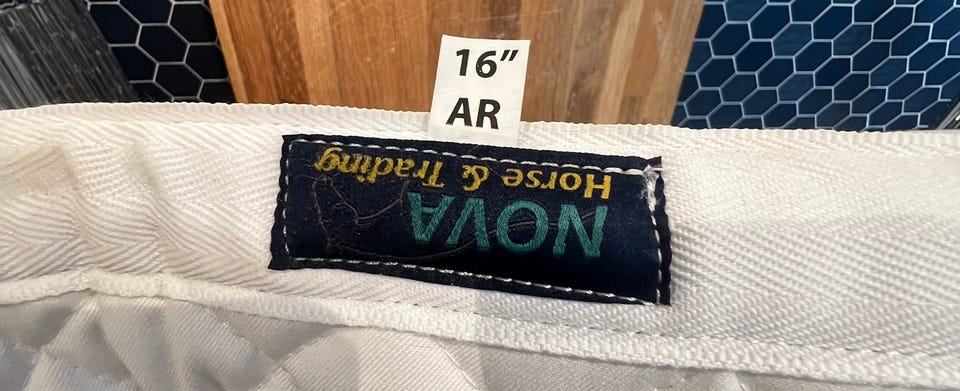 16"
AR
NOVA
Horse & Trading